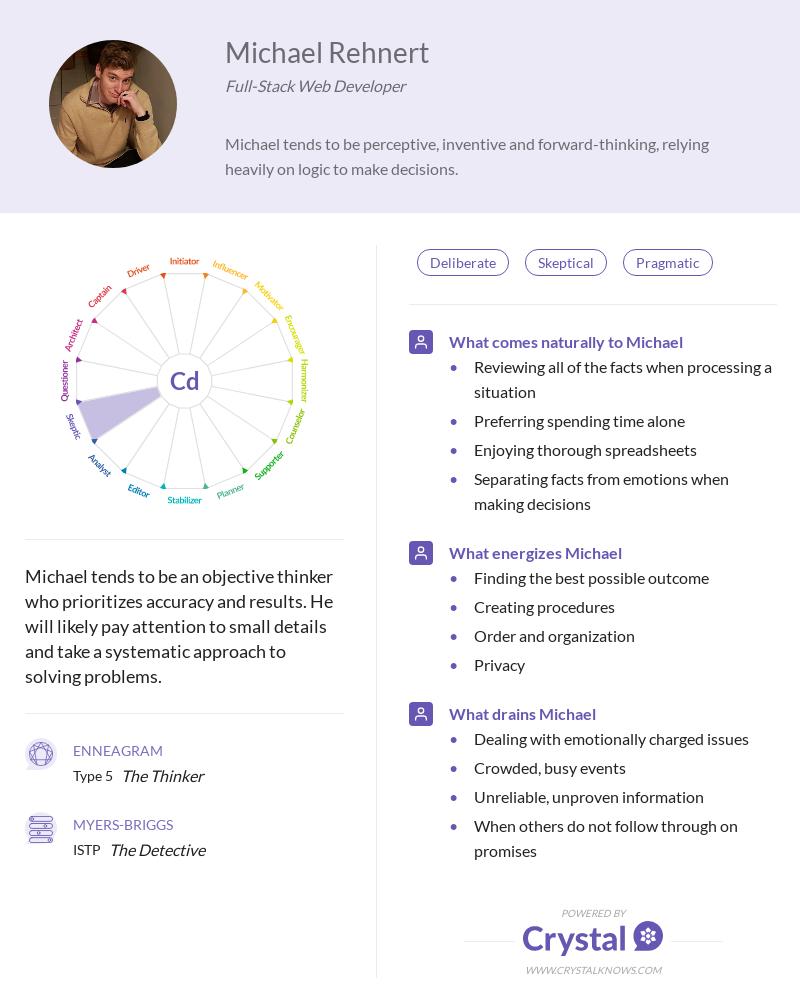 Michael Rehnert
Full-Stack Web Developer
Michael tends to be perceptive, inventive and forward-thinking, relying
heavily on logic to make decisions.
Initiator
Influencer
Motivator
Encourager
Harmonizer
Counselor
Supporter
Planner
Stabilizer
Editor
Analyst
Skeptic
Questioner
Architect
Captain
Driver
Cd
Michael tends to be an objective thinker
who prioritizes accuracy and results. He
will likely pay attention to small details
and take a systematic approach to
solving problems.
ENNEAGRAM
Type 5 The Thinker
MYERS-BRIGGS
ISTP The Detective
Deliberate Skeptical Pragmatic
What comes naturally to Michael
• Reviewing all of the facts when processing a
situation
• Preferring spending time alone
• Enjoying thorough spreadsheets
• Separating facts from emotions when
making decisions
What energizes Michael
• Finding the best possible outcome
• Creating procedures
• Order and organization
• Privacy
What drains Michael
• Dealing with emotionally charged issues
• Crowded, busy events
• Unreliable, unproven information
• When others do not follow through on
promises
POWERED BY
Crystal
WWW.CRYSTALKNOWS.COM